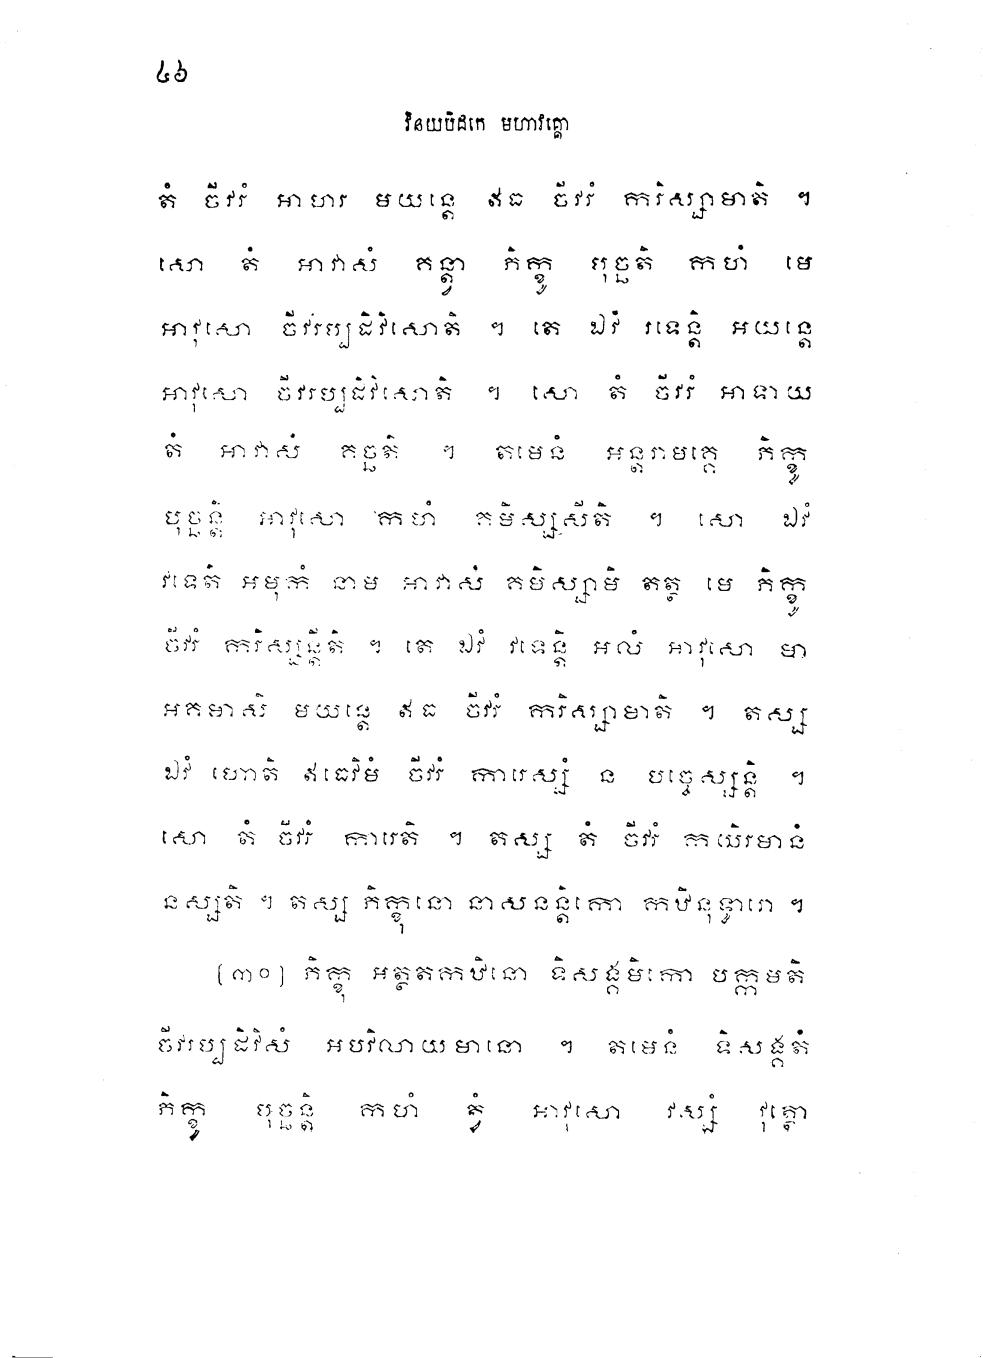 ៤៦
វិនយបិដកេ មហាវគ្គោ
តំ ចីវរំ អាហរ មយន្តេ ឥធ ចីវរំ ករិស្សាមាតិ ។
សោ តំ អាវាសំ គន្ត្វា ភិក្ខូ បុច្ឆតិ កហំ មេ
អាវុសោ ចីវរប្បដិវិសោតិ ។ តេ ឯវំ វទេន្តិ អយន្តេ
អាវុសោ ចីវរប្បដិវិសោតិ ។ សោ តំ ចីវរំ អាទាយ
តំ អាវាសំ គច្ឆតិ ។ តមេនំ អន្តរាមគ្គេ ភិក្ខូ
បុច្ឆន្តិ អាវុសោ កហំ គមិស្សសីតិ ។ សោ ឯវំ
វទេតិ អមុកំ នាម អាវាសំ គមិស្សាមិ តត្ថ មេ ភិក្ខូ
ចីវរំ ករិស្សន្តីតិ ។ តេ ឯវំ វទេន្តិ អលំ អាវុសោ មា
អគមាសិ មយន្តេ ឥធ ចីវរំ ករិស្សាមាតិ ។ តស្ស
ឯវំ ហោតិ ឥធេវិមំ ចីវរំ ការេស្សំ ន បច្ចេស្សន្តិ ។
សោ តំ ចីវរំ ការេតិ ។ តស្ស តំ ចីវរំ កយិរមានំ
នស្សតិ ។ តស្ស ភិក្ខុនោ នាសនន្តិកោ កឋិនុទ្ធារោ ។
(៣០) ភិក្ខុ អត្ថតកឋិនោ ទិសង្គមិកោ បក្កមតិ
ចីវរប្បដិវិសំ អបវិលាយមានោ ។ តមេនំ ទិសង្គតំ
ភិក្ខូ បុច្ឆន្តិ កហំ ត្វំ អាវុសោ វស្សំ វុត្ថោ